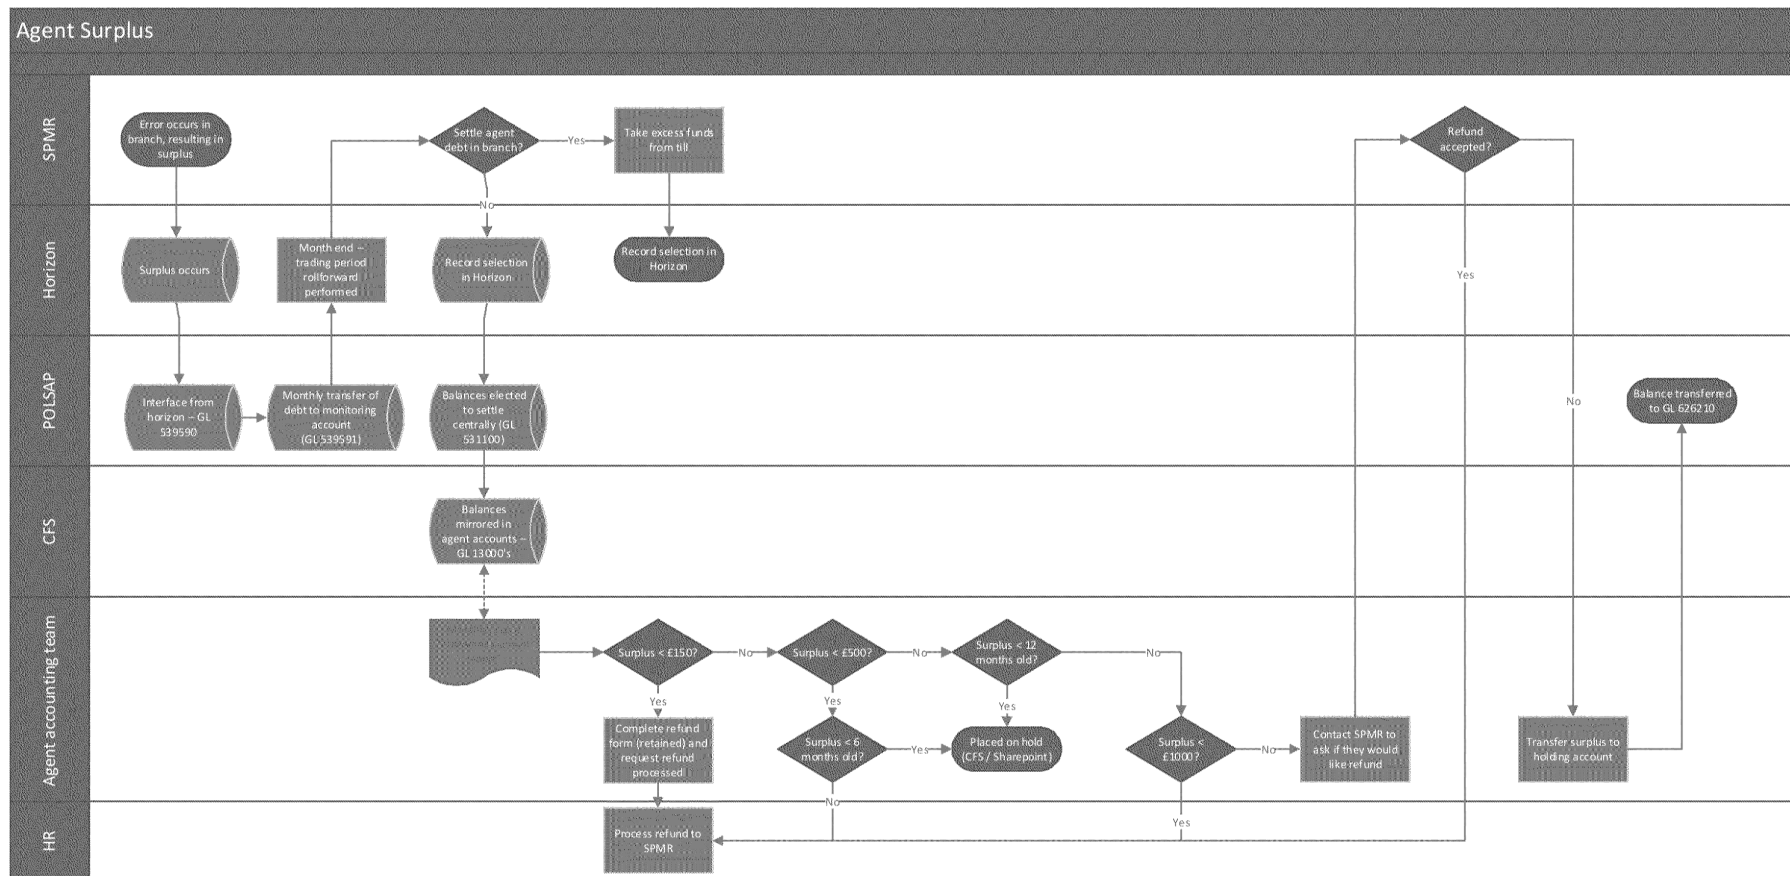 Agent Surplus
SPMR
Error occurs in
branch, resulting in
surplus
Settle agent
debt in branch?
Yes
Take excess funds
from till
Refund
accepted?
No
Horizon
Surplus occurs
Month end –
trading period
rollforward
performed
Record selection
in Horizon
Record selection in
Horizon
Yes
POLSAP
Interface from
horizon – GL
539590
Monthly transfer of
debt to monitoring
account
(GL 539591)
Balances elected
to settle
centrally (GL
531100)
No
Balance transferred
to GL 626210
CFS
Balances
mirrored in
agent accounts –
GL 13000's
Agent accounting team
Surplus < £150?
No
Surplus < £500?
No
Surplus < 12
months old?
No
Yes
Yes
Yes
Complete refund
form (retained) and
request refund
processed
Surplus < 6
months old?
Yes
Placed on hold
(CFS / Sharepoint)
Surplus <
£1000?
No
Contact SPMR to
ask if they would
like refund
Transfer surplus to
holding account
No
HR
Process refund to
SPMR
Yes